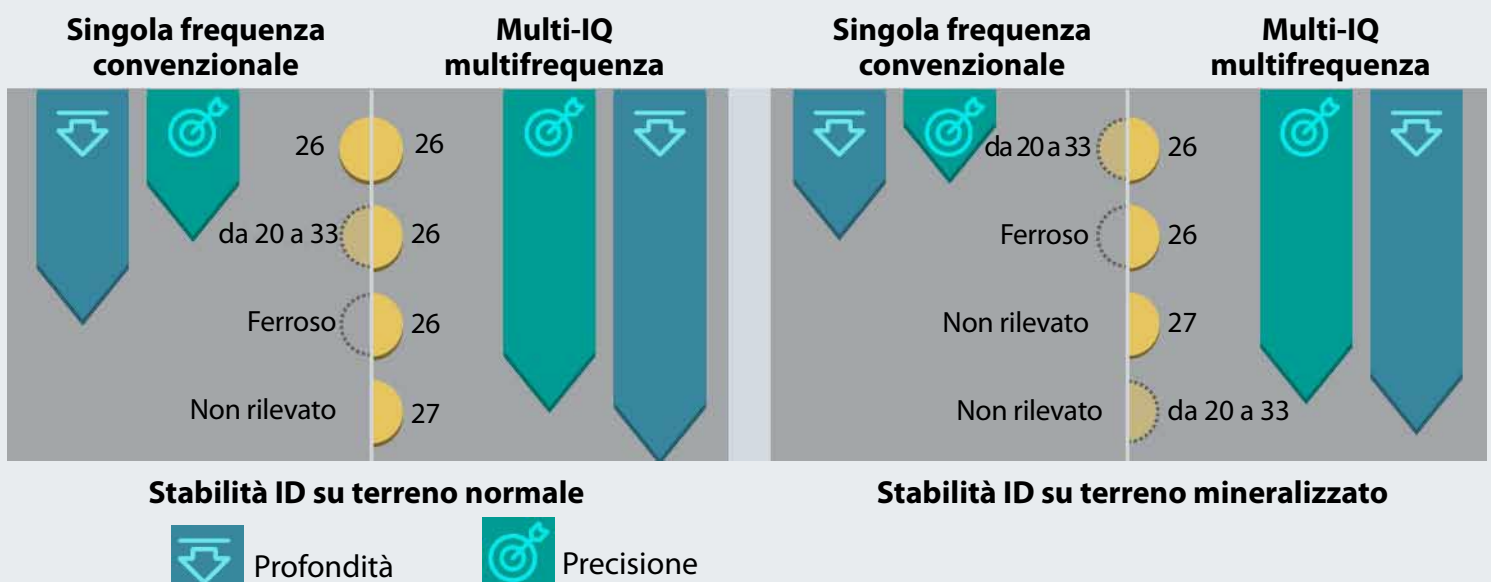 Singola frequenza convenzionale
Multi-IQ multifrequenza
26
26
da 20 a 33
26
Ferroso
26
Non rilevato
27
Stabilità ID su terreno normale
Singola frequenza convenzionale
Multi-IQ multifrequenza
da 20 a 33
26
Ferroso
26
Non rilevato
27
Non rilevato
da 20 a 33
Stabilità ID su terreno mineralizzato
Profondità
Precisione